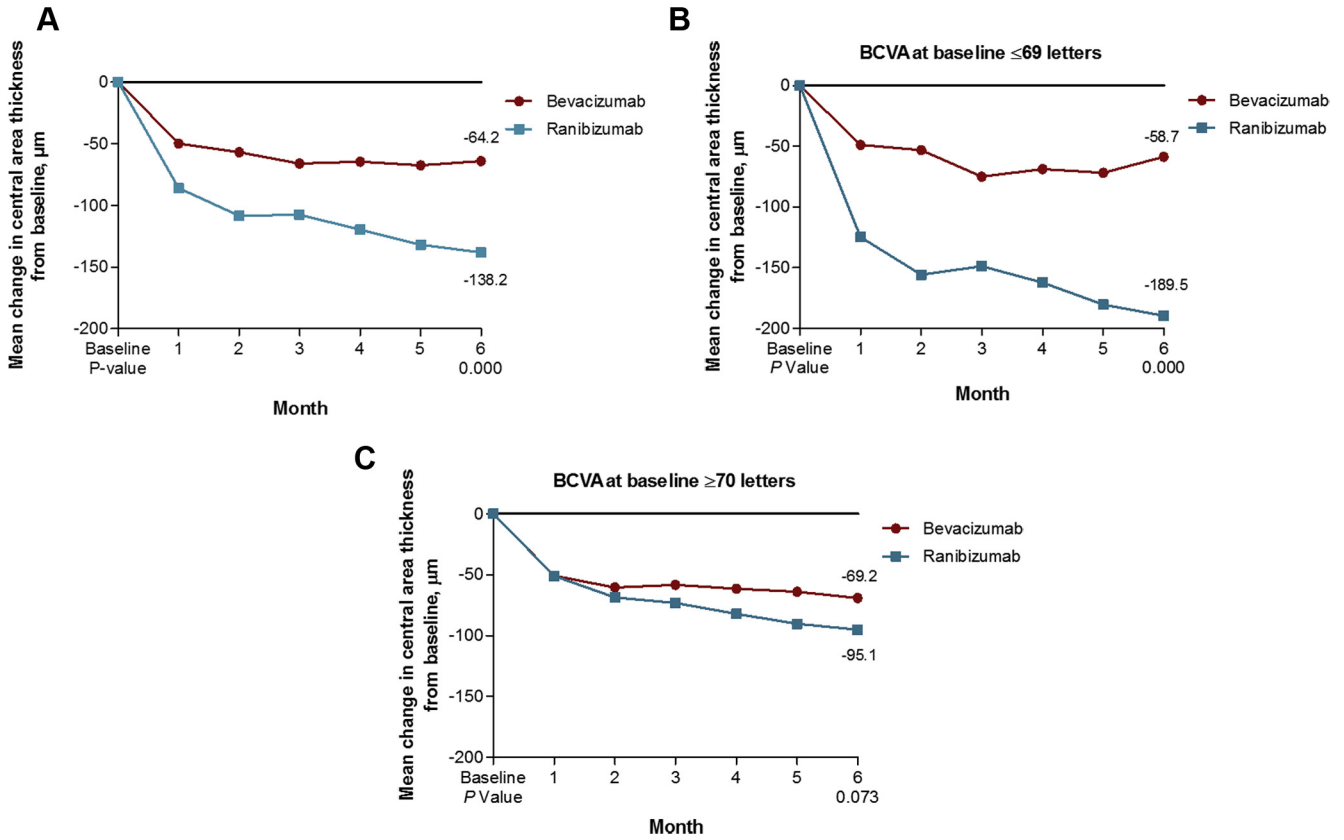 A
Mean change in central area thickness
from baseline, μm
0
-50
-100
-150
-200
Bevacizumab
Ranibizumab
-64.2
-138.2
Baseline 1 2 3 4 5 6
P-value 0.000
Month
B
BCVA at baseline ≤69 letters
Mean change in central area thickness
from baseline, μm
0
-50
-100
-150
-200
Bevacizumab
Ranibizumab
-58.7
-189.5
Baseline 1 2 3 4 5 6
P Value 0.000
Month
C
BCVA at baseline ≥70 letters
Mean change in central area thickness
from baseline, μm
0
-50
-100
-150
-200
Bevacizumab
Ranibizumab
-69.2
-95.1
Baseline 1 2 3 4 5 6
P Value 0.073
Month